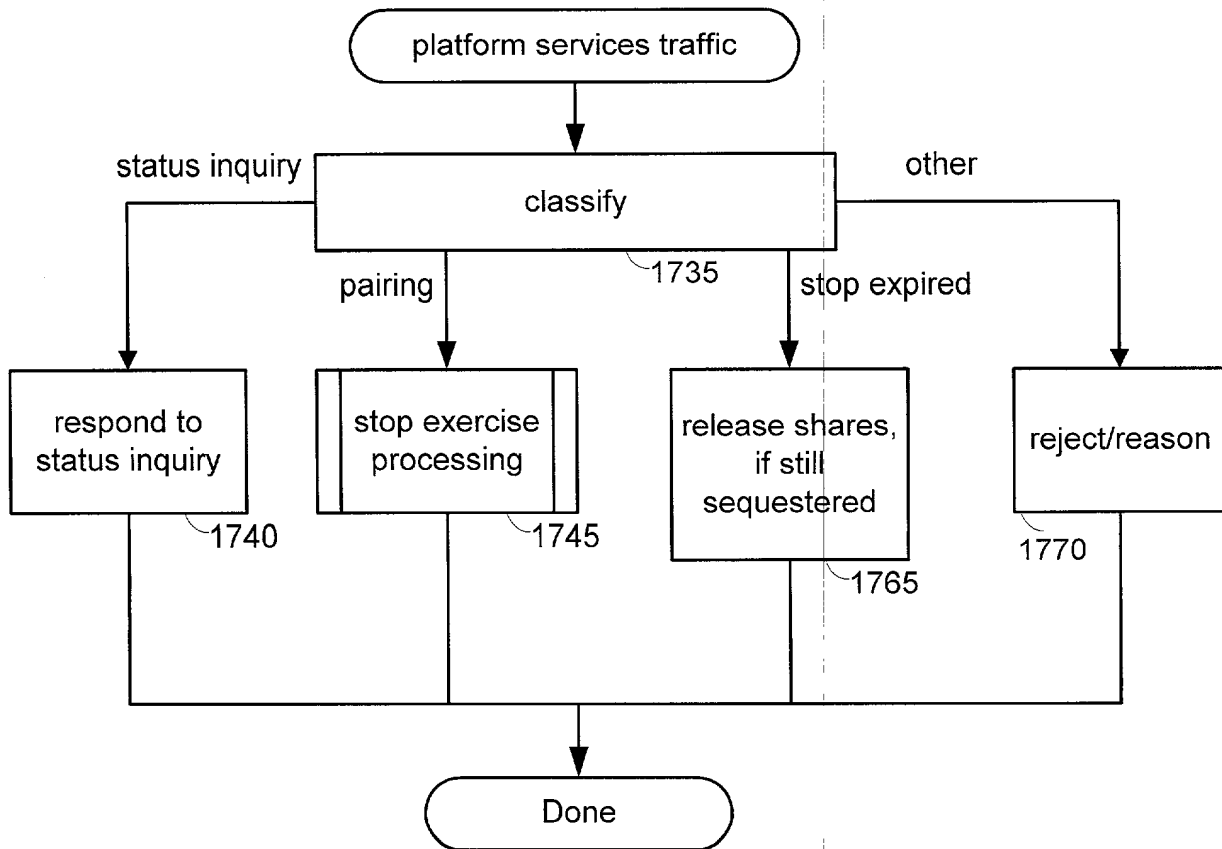 platform services traffic
status inquiry
other
classify
1735
pairing
stop expired
respond to
status inquiry
1740
stop exercise
processing
1745
release shares,
if still
sequestered
1765
reject/reason
1770
Done